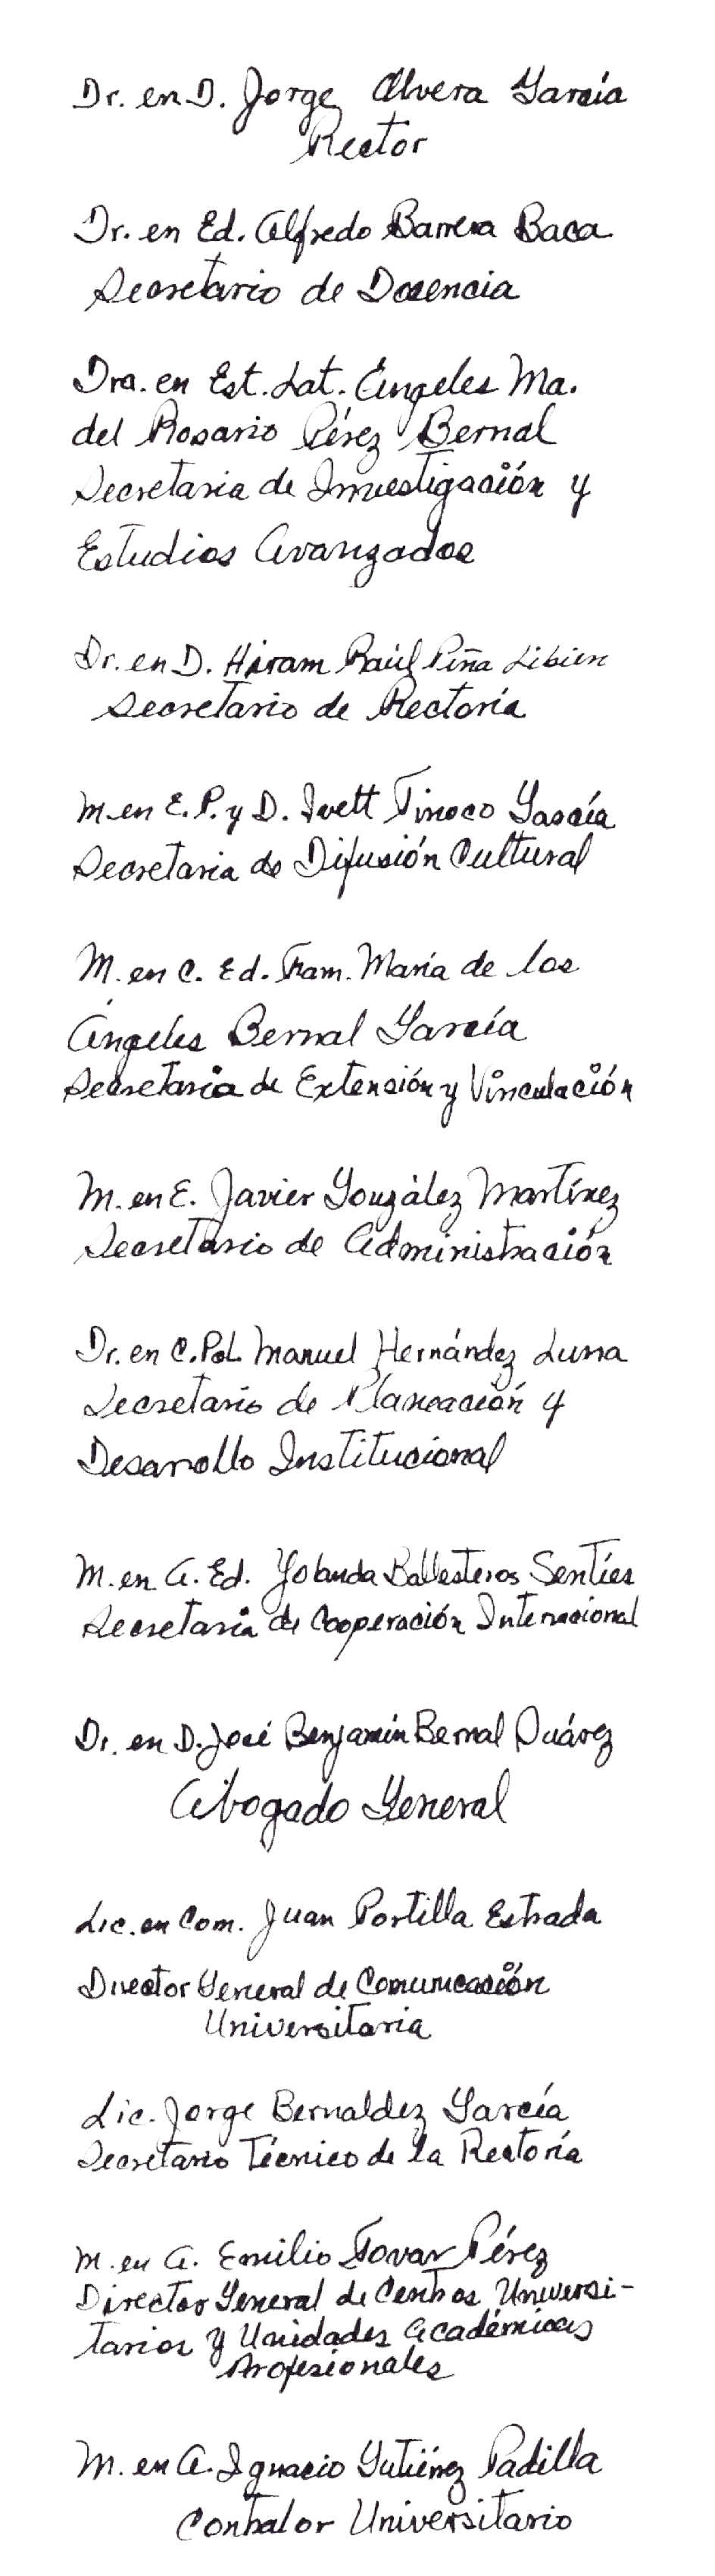 Dr. en D. Jorge Olvera García
Rector
Dr. en Ed. Alfredo Barrera Baca
Secretario de Docencia
Dra. en Est. Lat. Ángeles Ma.
del Rosario Pérez Bernal
Secretaria de Investigación y
Estudios Avanzados
Dr. en D. Hiram Raúl Piña Libien
Secretario de Rectoría
M. en E. P. y D. Ivett Tinoco García
Secretaria de Difusión Cultural
M. en C. Ed. Fam. María de los
Ángeles Bernal García
Secretaria de Extensión y Vinculación
M. en E. Javier González Martínez
Secretario de Administración
Dr. en C. Pol. Manuel Hernández Luna
Secretario de Planeación y
Desarrollo Institucional
M. en A. Ed. Yolanda Ballesteros Sentíes
Secretaria de Cooperación Internacional
Dr. en D. José Benjamín Bernal Suárez
Abogado General
Lic. en Com. Juan Portilla Estrada
Director General de Comunicación
Universitaria
Lic. Jorge Bernaldez García
Secretario Técnico de la Rectoría
M. en A. Emilio Tovar Pérez
Director General de Centros Universi-
tarios y Unidades Académicas
Profesionales
M. en A. Ignacio Gutiérrez Padilla
Contralor Universitario